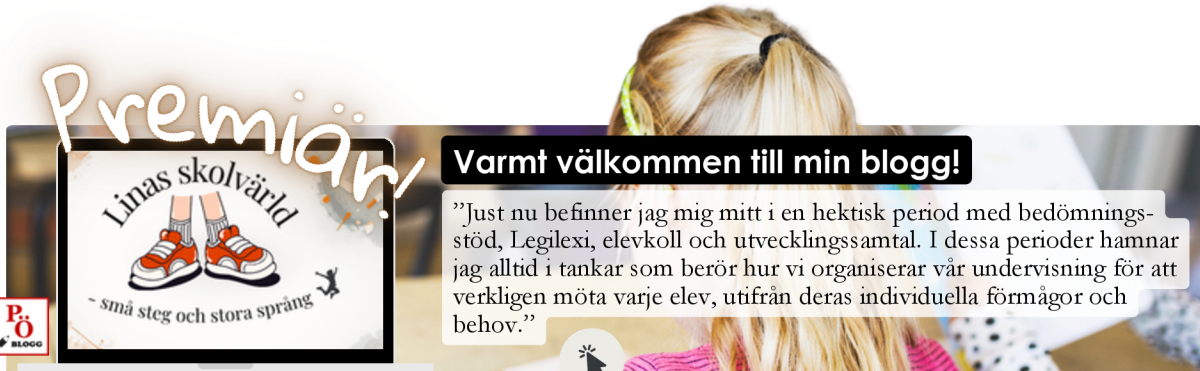 Premiär!
Linas skolvärld
- små steg och stora språng
PÖ
BLOGG
Varmt välkommen till min blogg!
”Just nu befinner jag mig mitt i en hektisk period med bedömnings-
stöd, Legilexi, elevkoll och utvecklingssamtal. I dessa perioder hamnar
jag alltid i tankar som berör hur vi organiserar vår undervisning för att
verkligen möta varje elev, utifrån deras individuella förmågor och
behov.”